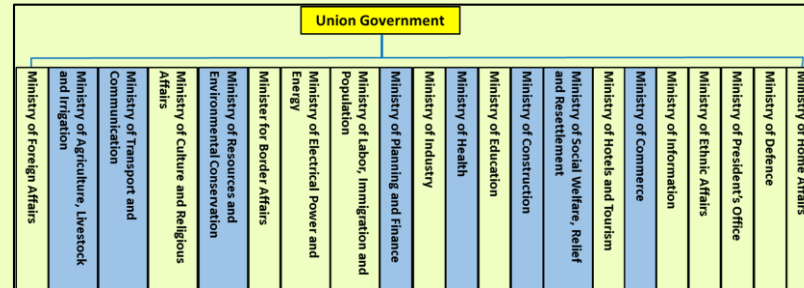 Union Government
Ministry of Foreign Affairs
Ministry of Agriculture, Livestock
and Irrigation
Ministry of Transport and
Communication
Ministry of Culture and Religious
Affairs
Ministry of Resources and
Environmental Conservation
Minister for Border Affairs
Ministry of Electrical Power and
Energy
Ministry of Labor, Immigration and
Population
Ministry of Planning and Finance
Ministry of Industry
Ministry of Health
Ministry of Education
Ministry of Construction
Ministry of Social Welfare, Relief
and Resettlement
Ministry of Hotels and Tourism
Ministry of Commerce
Ministry of Information
Ministry of Ethnic Affairs
Ministry of President's Office
Ministry of Defence
Ministry of Home Affairs